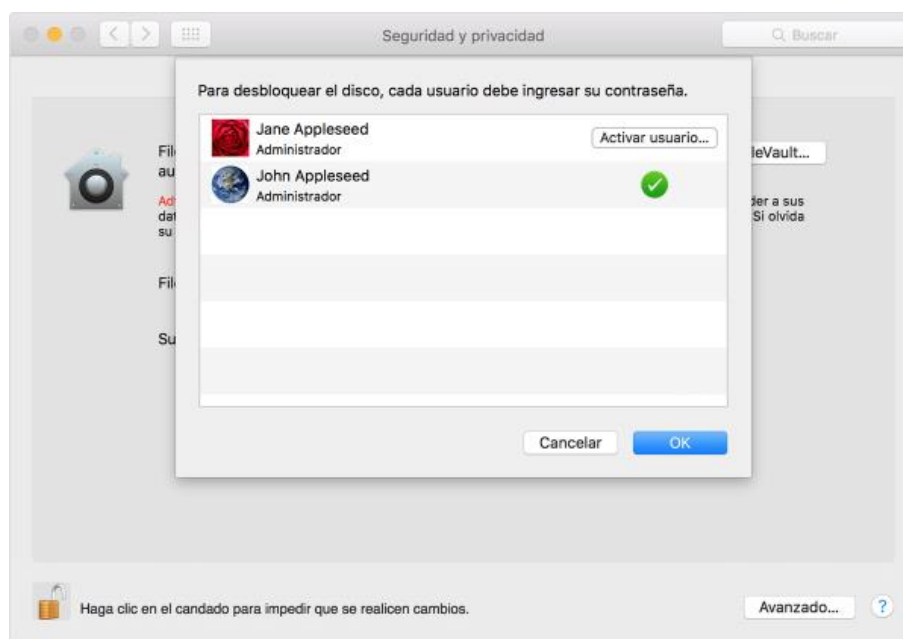 Seguridad y privacidad
Buscar
Para desbloquear el disco, cada usuario debe ingresar su contraseña.
Jane Appleseed
Administrador
Activar usuario...
John Appleseed
Administrador
Fil
au
Ad
dat
su
Fil
Su
leVault...
der a sus
Si olvida
Cancelar
OK
Haga clic en el candado para impedir que se realicen cambios.
Avanzado...
?